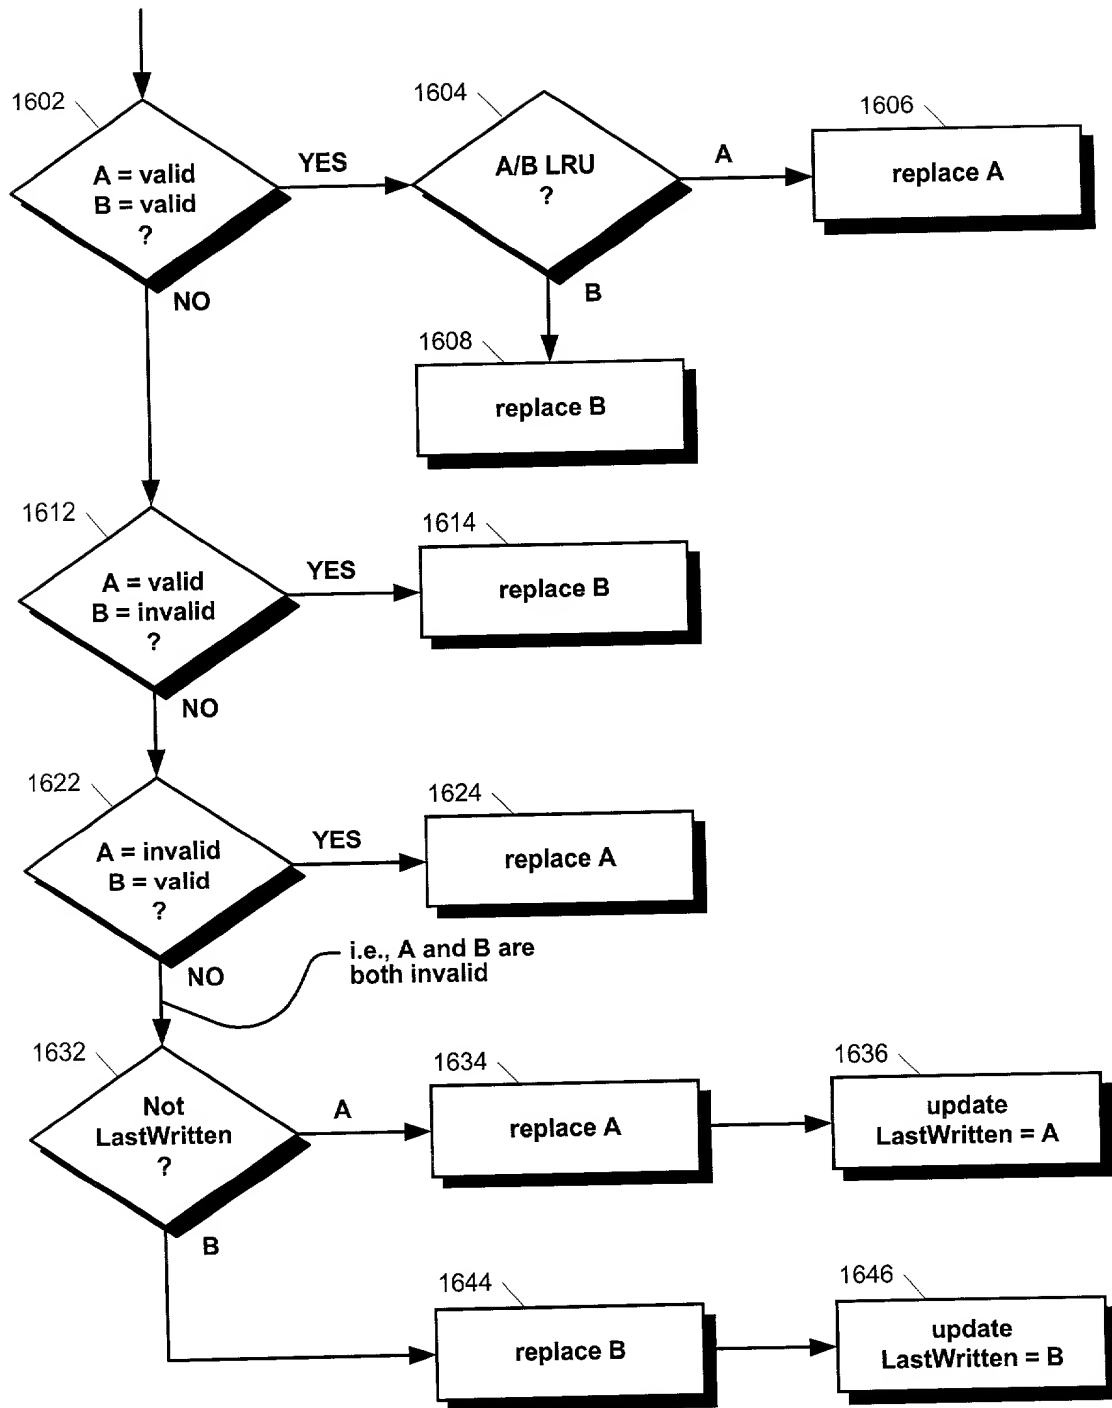 1602
A = valid
B = valid
?
YES
NO
1604
A/B LRU
?
A
B
1606
replace A
1608
replace B
1612
A = valid
B = invalid
?
YES
NO
1614
replace B
1622
A = invalid
B = valid
?
YES
NO
1624
replace A
i.e., A and B are
both invalid
1632
Not
LastWritten
?
A
B
1634
replace A
1636
update
LastWritten = A
1644
replace B
1646
update
LastWritten = B